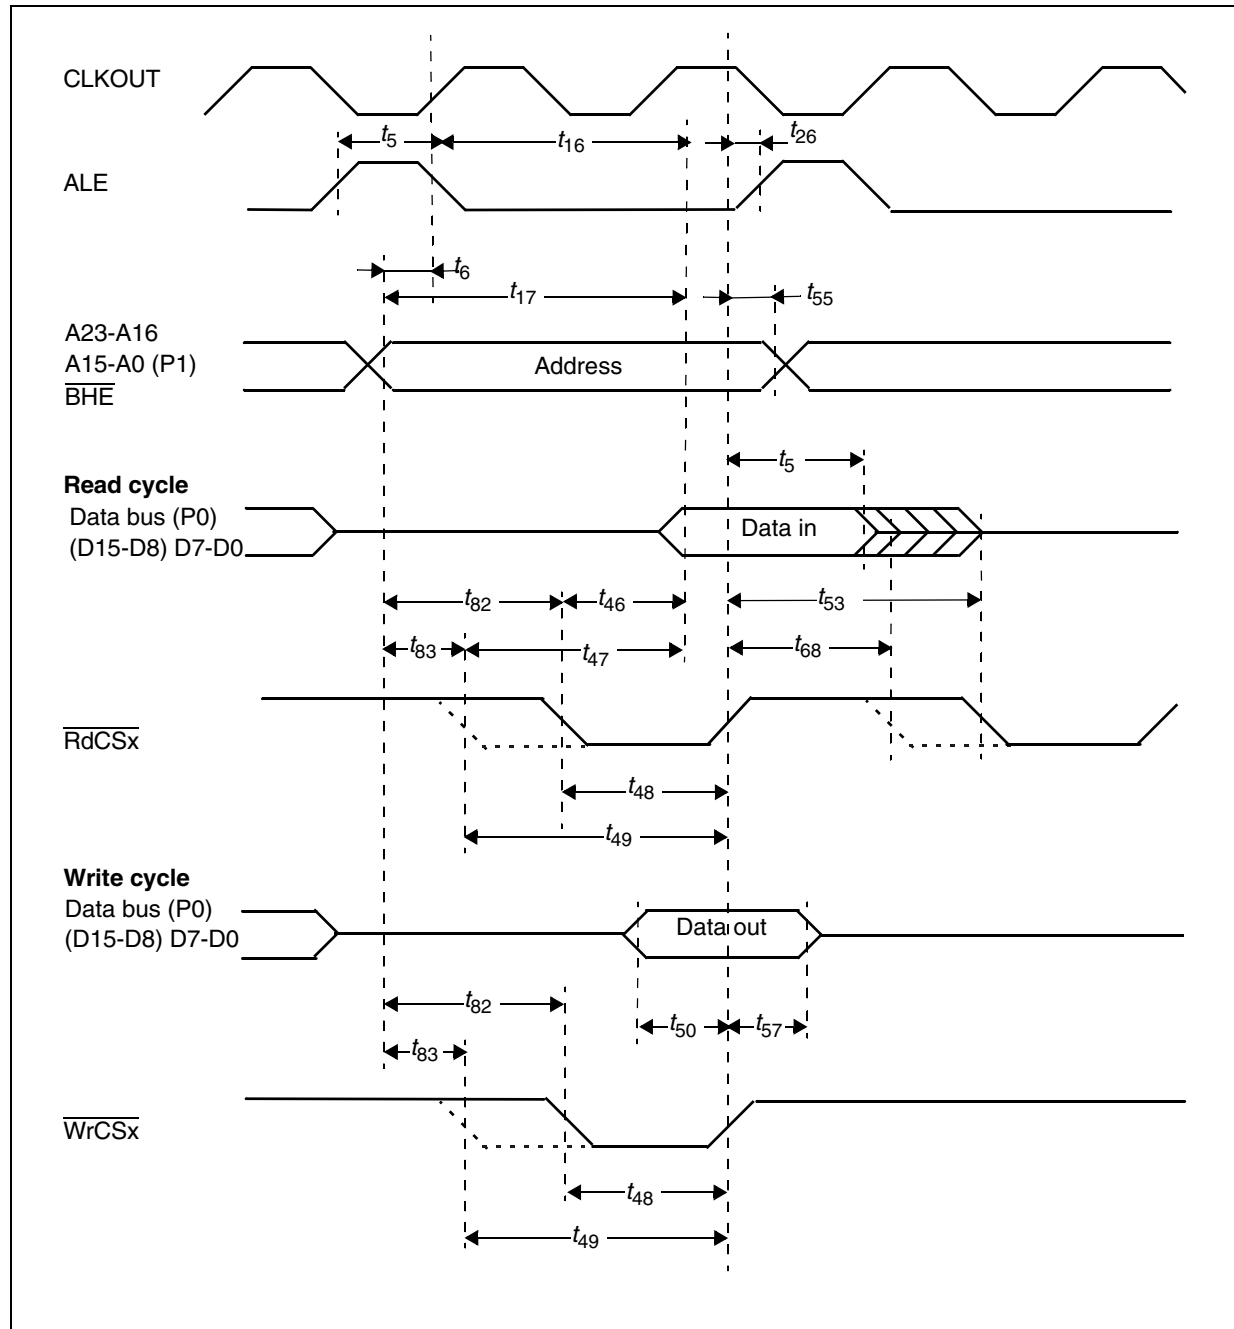 CLKOUT
t5 t16 t26
ALE
t6
t17 t55
A23-A16
A15-A0 (P1) Address
BHE
t5
Read cycle
Data bus (P0) Data in
(D15-D8) D7-D0
t82 t46 t53
t83 t47 t68
RdCSx
t48
t49
Write cycle
Data bus (P0) Data out
(D15-D8) D7-D0
t82
t50 t57
t83
WrCSx
t48
t49